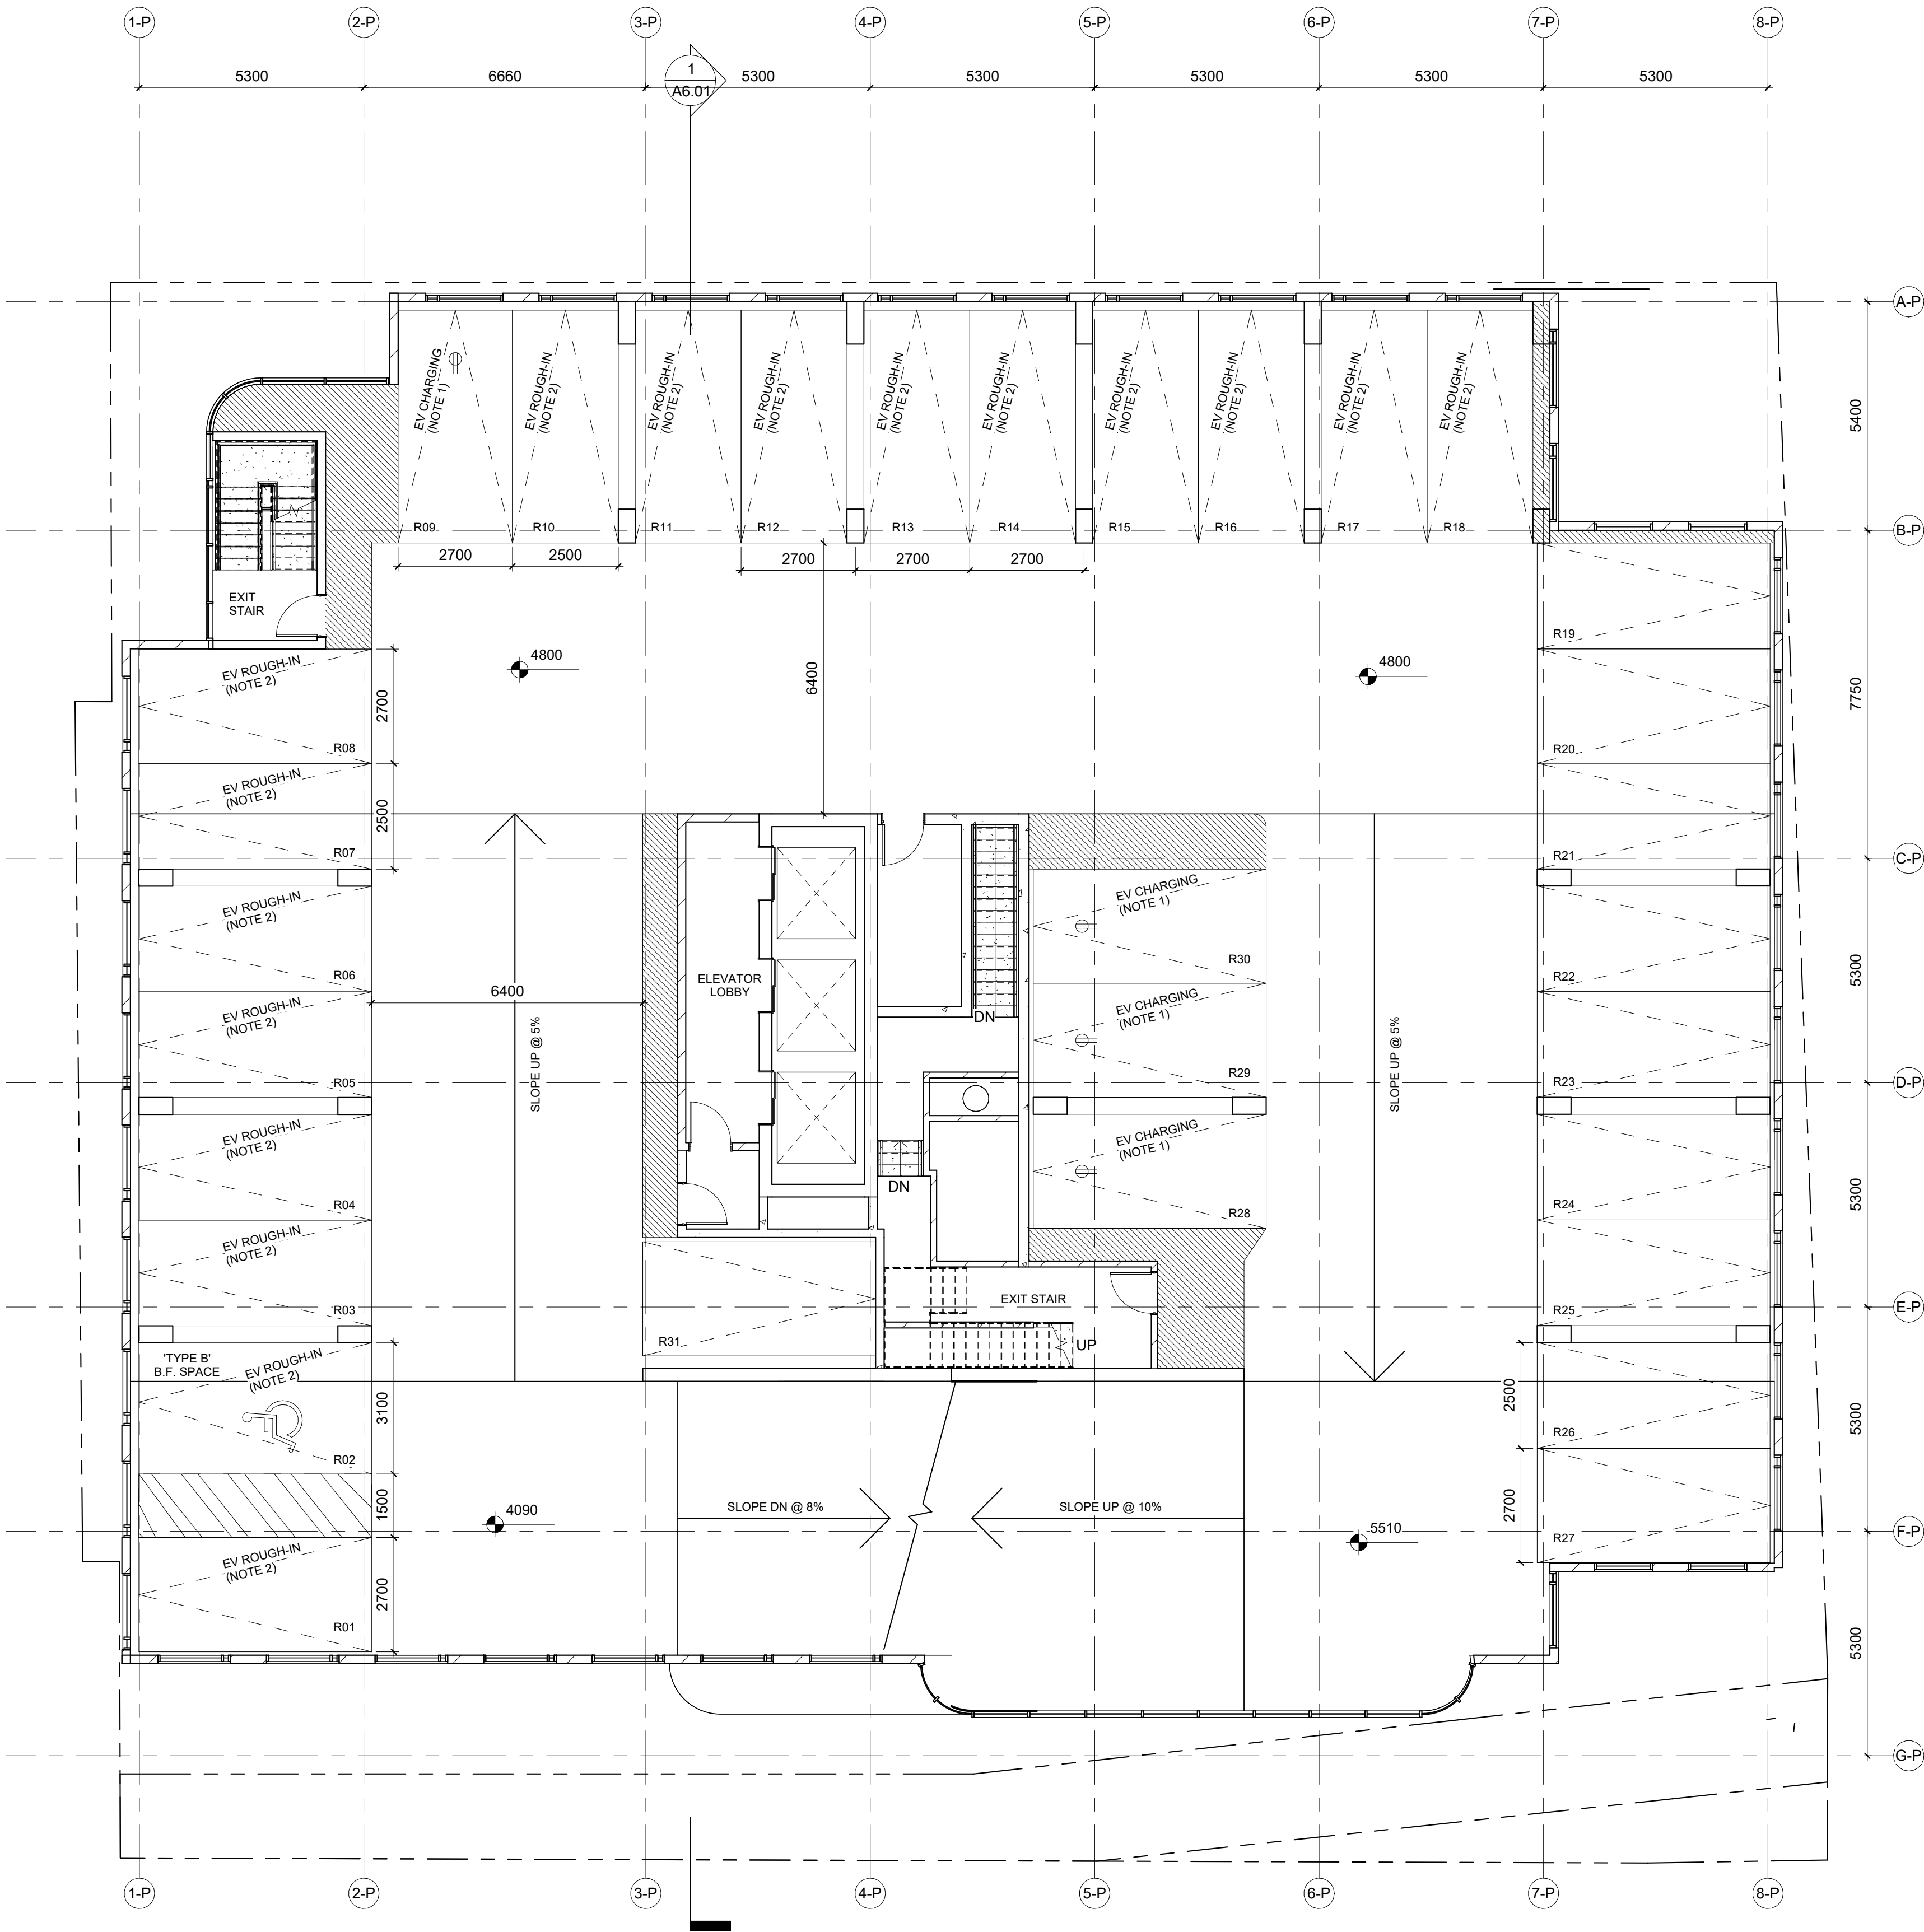 1-P 2-P 3-P 4-P 5-P 6-P 7-P 8-P
5300 6660 5300 5300 5300 5300 5300
1
A6.01
A-P
EV CHARGING
(NOTE 1)
EV ROUGH-IN
(NOTE 2)
EV ROUGH-IN
(NOTE 2)
EV ROUGH-IN
(NOTE 2)
EV ROUGH-IN
(NOTE 2)
EV ROUGH-IN
(NOTE 2)
EV ROUGH-IN
(NOTE 2)
EV ROUGH-IN
(NOTE 2)
EV ROUGH-IN
(NOTE 2)
EV ROUGH-IN
(NOTE 2)
5400
R09 R10 R11 R12 R13 R14 R15 R16 R17 R18
B-P
2700 2500 2700 2700 2700
EXIT
STAIR
R19
4800
4800
6400
7750
EV ROUGH-IN
(NOTE 2)
2700
R08
R20
EV ROUGH-IN
(NOTE 2)
2500
R07
R21
C-P
EV ROUGH-IN
(NOTE 2)
EV CHARGING
(NOTE 1)
R06
R30
R22
5300
ELEVATOR
LOBBY
6400
EV ROUGH-IN
(NOTE 2)
EV CHARGING
(NOTE 1)
DN
SLOPE UP @ 5%
SLOPE UP @ 5%
R05
R29
R23
D-P
EV ROUGH-IN
(NOTE 2)
EV CHARGING
(NOTE 1)
DN
5300
R04
R28
R24
EV ROUGH-IN
(NOTE 2)
EXIT STAIR
R03
R25
E-P
R31
UP
'TYPE B'
B.F. SPACE
EV ROUGH-IN
(NOTE 2)
3100
2500
5300
R02
R26
1500
SLOPE DN @ 8%
SLOPE UP @ 10%
2700
4090
5510
R27
F-P
EV ROUGH-IN
(NOTE 2)
2700
R01
5300
G-P
1-P 2-P 3-P 4-P 5-P 6-P 7-P 8-P